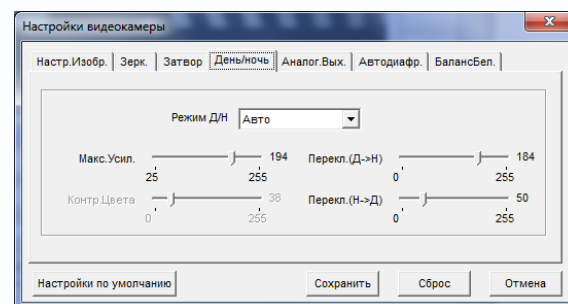 Настройки видеокамеры
Настр.Изобр. Зерк. Затвор День/ночь Аналог.Вых. Автодиафр. БалансБел.
Режим Д/Н Авто
Макс.Усил. 194 Перекл.(Д->Н) 184
25 255 0 255
Контр.Цвета 38 Перекл.(Н->Д) 50
0 255 0 255
Настройки по умолчанию Сохранить Сброс Отмена